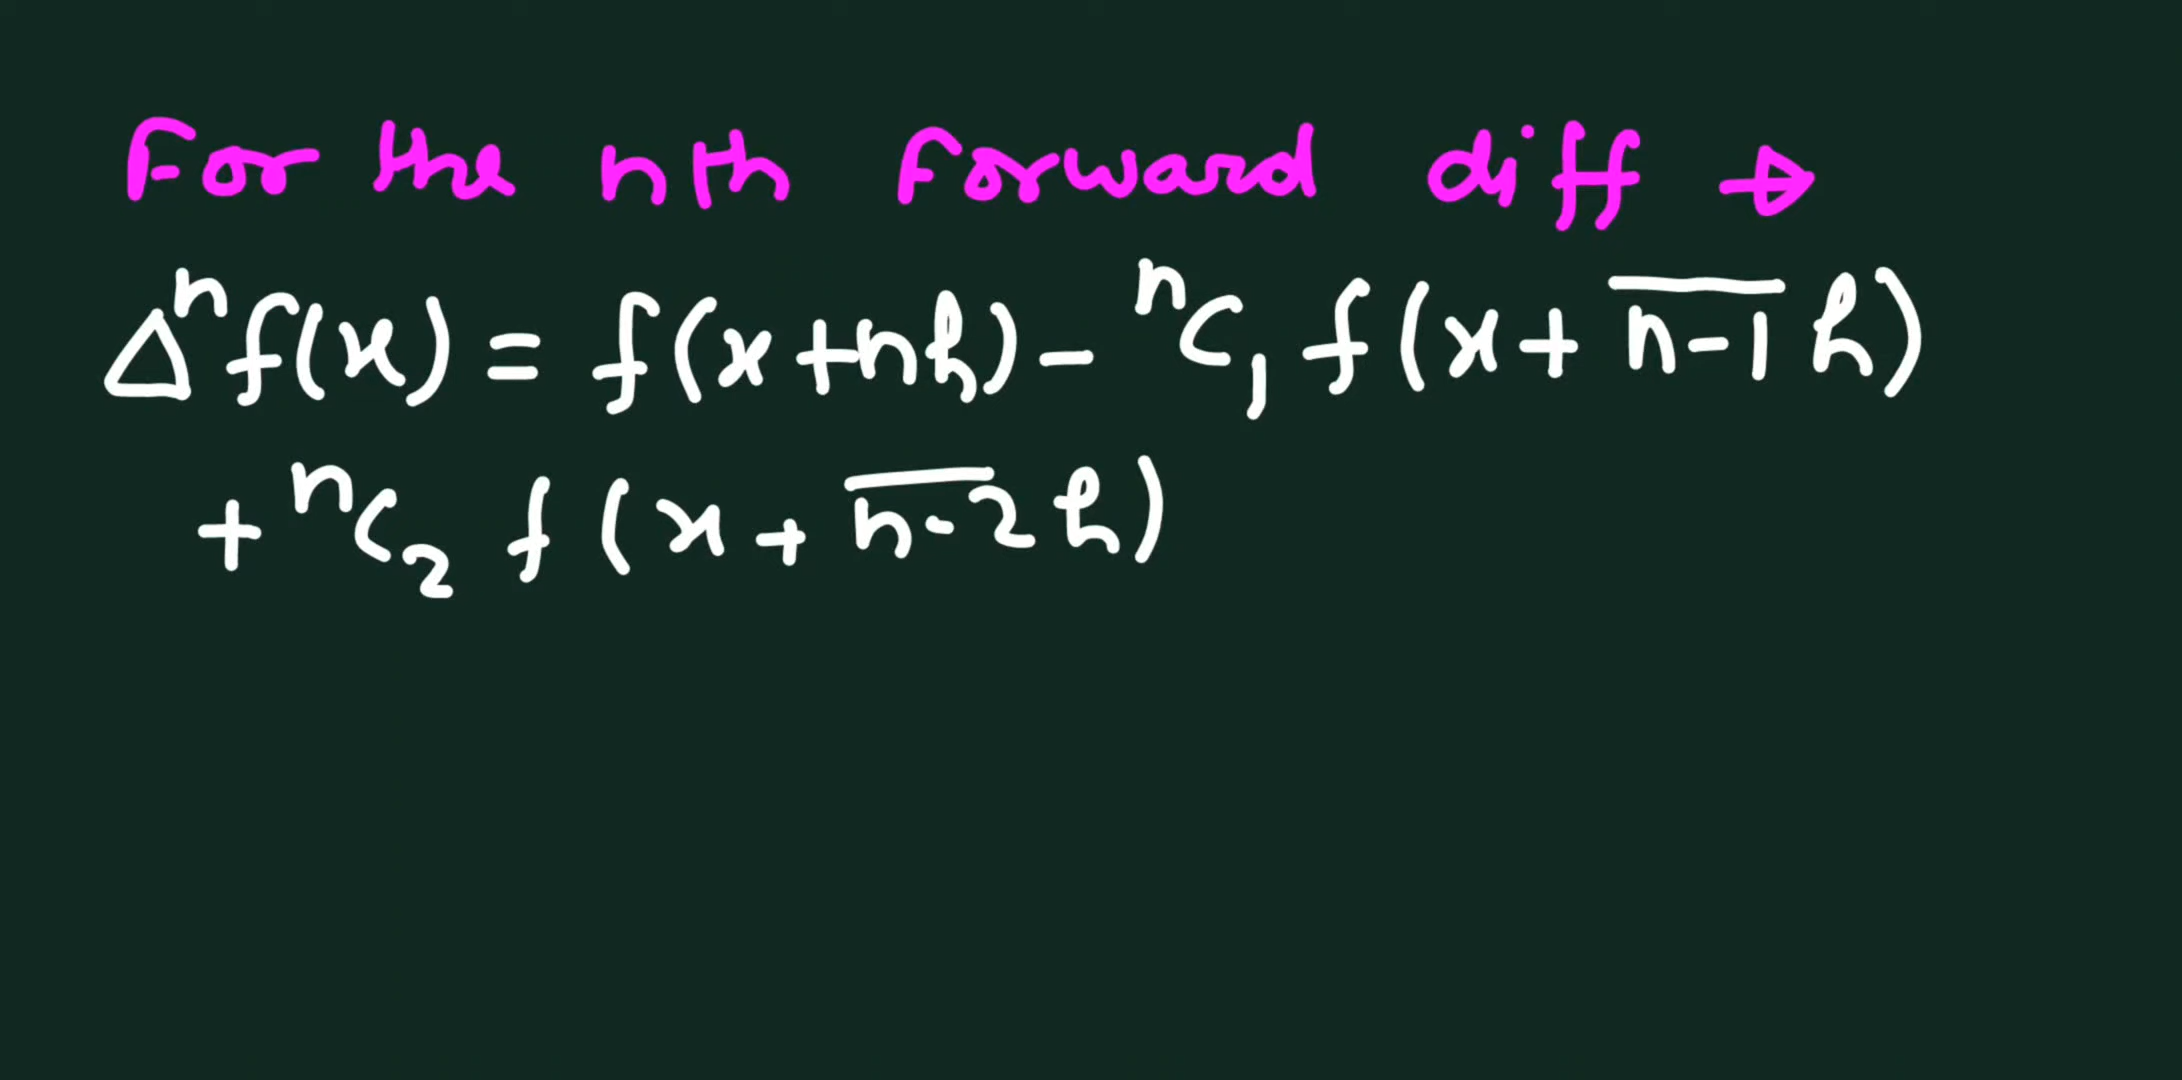 For the nth forward diff →
Δⁿf(x) = f(x+nh) - ⁿC₁ f(x+n̅-̅1̅ h)
+ ⁿC₂ f(x+n̅-̅2̅ h)